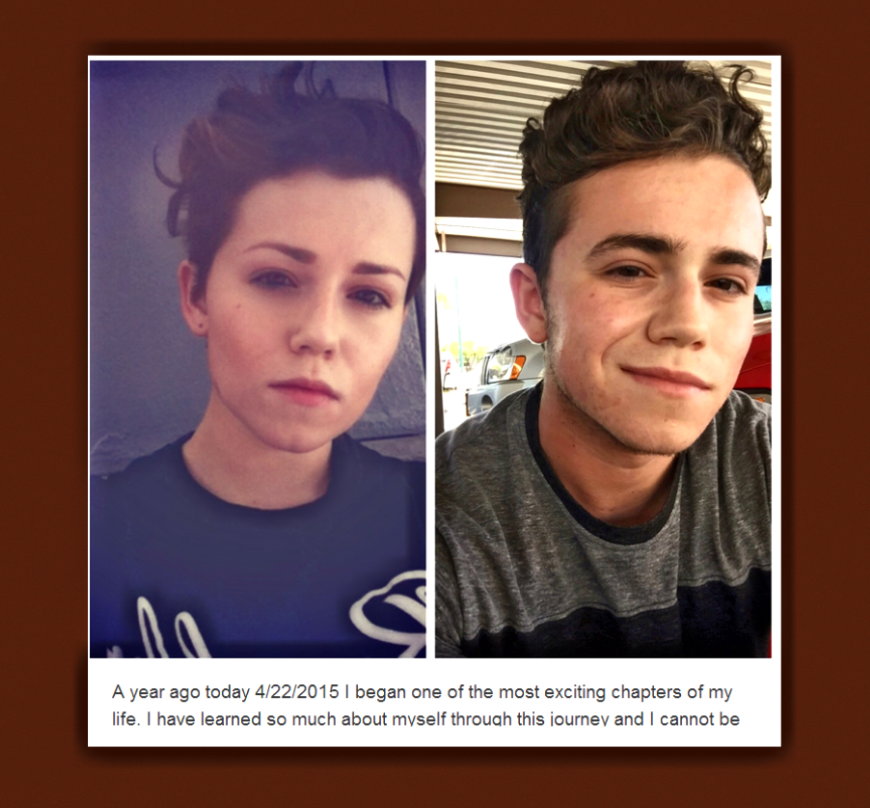 A year ago today 4/22/2015 I began one of the most exciting chapters of my
life. I have learned so much about myself through this journey and I cannot be